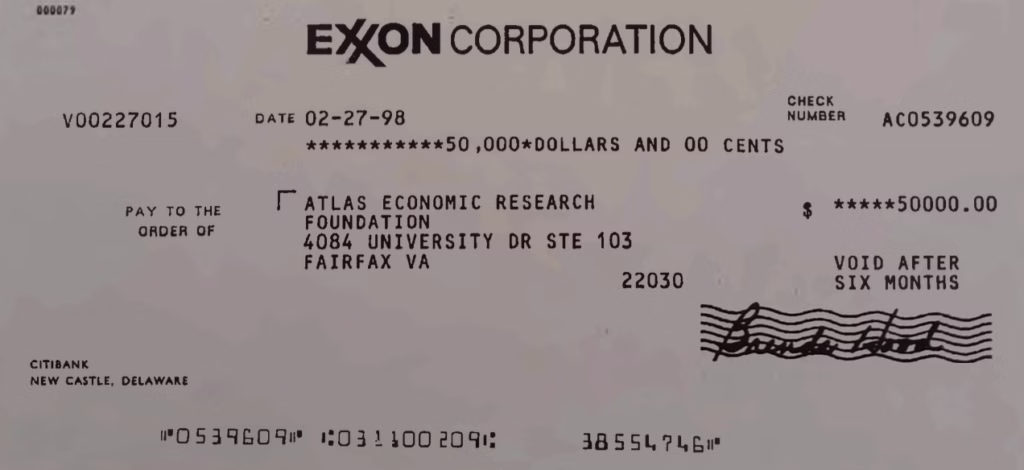 000079
EXXON CORPORATION
V00227015 DATE 02-27-98 CHECK NUMBER AC0539609
***********50,000*DOLLARS AND 00 CENTS
PAY TO THE ORDER OF
ATLAS ECONOMIC RESEARCH
FOUNDATION
4084 UNIVERSITY DR STE 103
FAIRFAX VA
22030
$ *****50000.00
VOID AFTER
SIX MONTHS
Brenda Hood
CITIBANK
NEW CASTLE, DELAWARE
⑈0539609⑈ ⑆031100209⑆ 38554746⑈